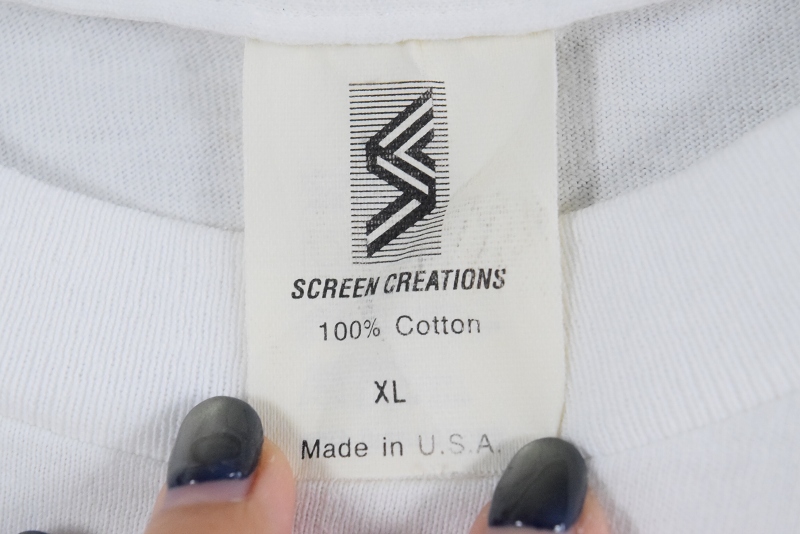 SCREEN CREATIONS
100% Cotton
XL
Made in U.S.A.